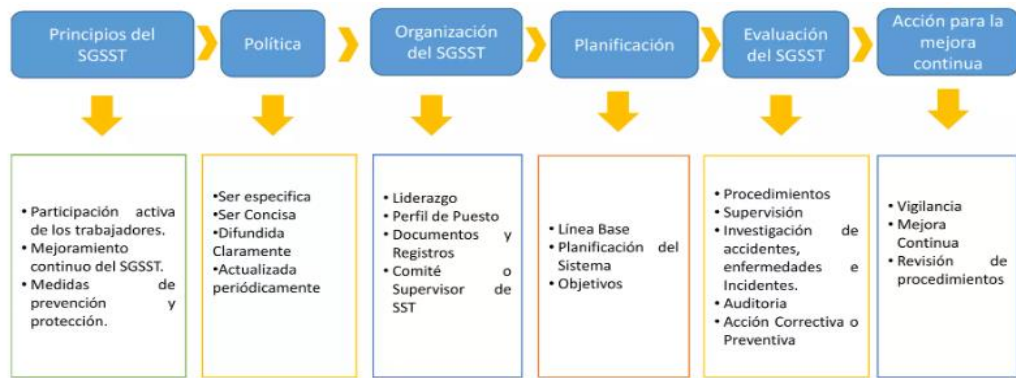 Principios del
SGSST
Política
Organización
del SGSST
Planificación
Evaluación
del SGSST
Acción para la
mejora
continua
• Participación activa
de los trabajadores.
• Mejoramiento
continuo del SGSST.
• Medidas de
prevención y
protección.
•Ser especifica
•Ser Concisa
•Difundida
Claramente
•Actualizada
periódicamente
• Liderazgo
• Perfil de Puesto
• Documentos y
Registros
• Comité o
Supervisor de
SST
• Línea Base
• Planificación del
Sistema
• Objetivos
• Procedimientos
• Supervisión
• Investigación de
accidentes,
enfermedades e
Incidentes.
• Auditoria
• Acción Correctiva o
Preventiva
• Vigilancia
• Mejora
Continua
• Revisión de
procedimientos